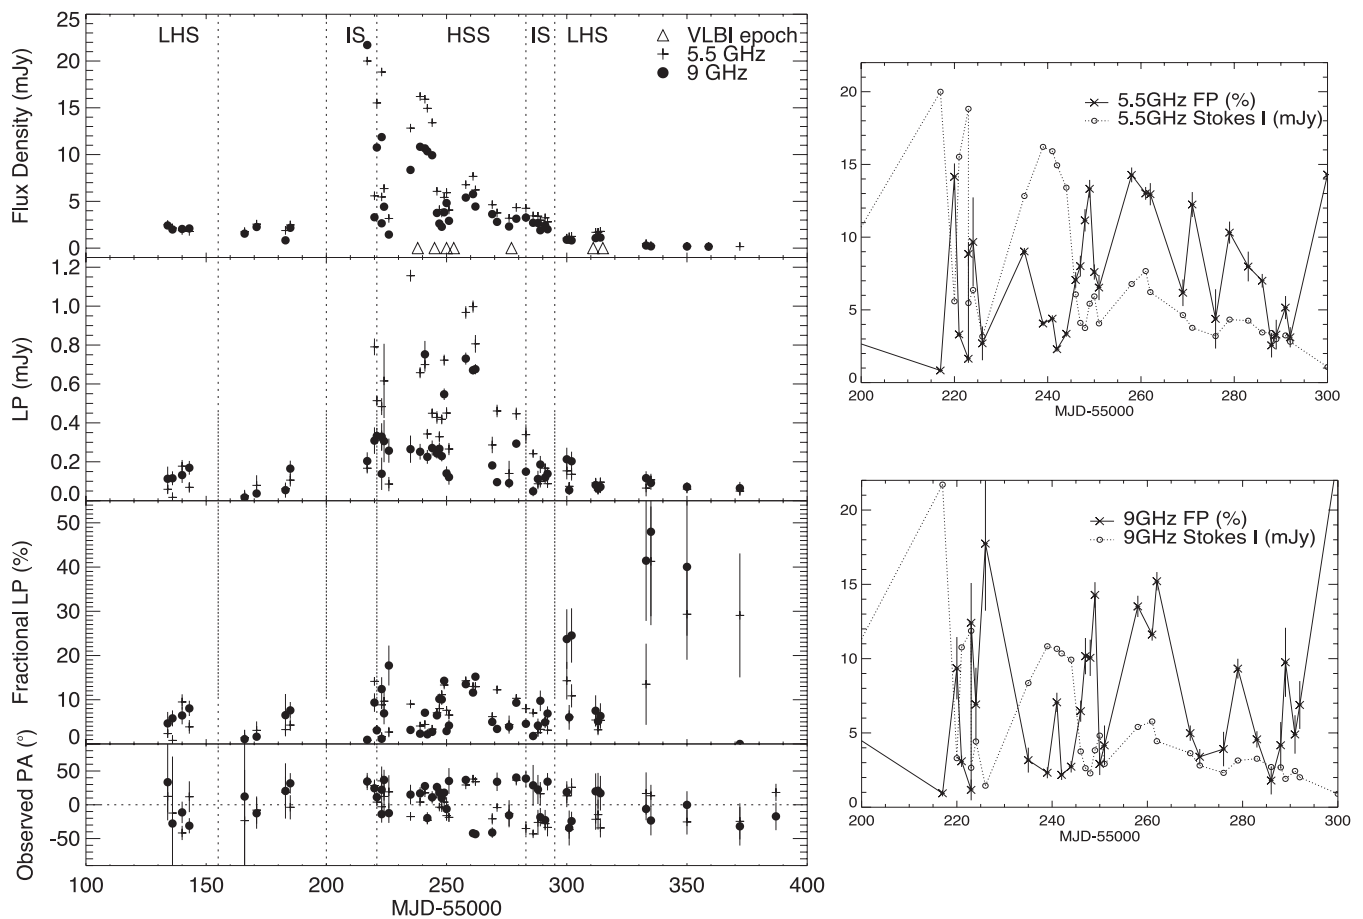 LHS IS HSS IS LHS
△ VLBI epoch
+ 5.5 GHz
● 9 GHz
Flux Density (mJy)
25
20
15
10
5
0
LP (mJy)
1.2
1.0
0.8
0.6
0.4
0.2
0.0
Fractional LP (%)
50
40
30
20
10
0
Observed PA (°)
50
0
-50
100 150 200 250 300 350 400
MJD-55000
5.5GHz FP (%)
5.5GHz Stokes I (mJy)
20
15
10
5
0
200 220 240 260 280 300
MJD-55000
9GHz FP (%)
9GHz Stokes I (mJy)
20
15
10
5
0
200 220 240 260 280 300
MJD-55000